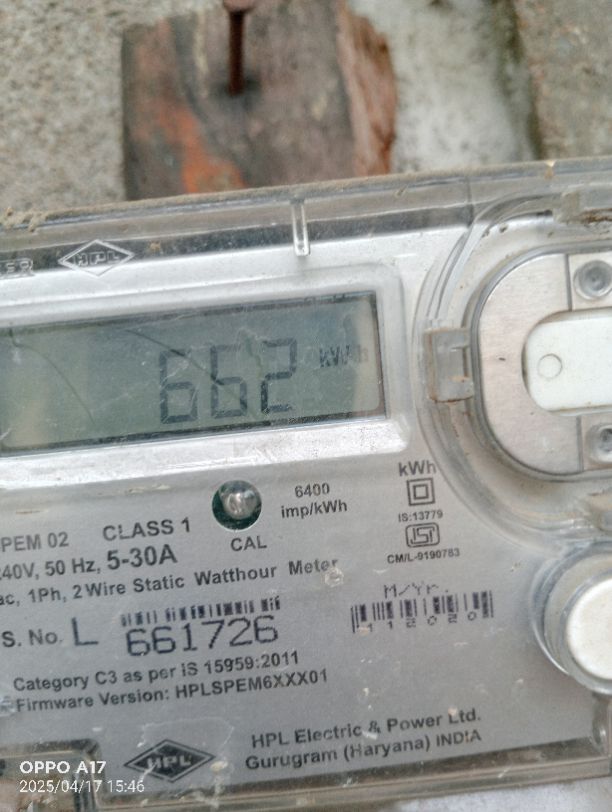 HPL
662 kWh
6400
imp/kWh
kWh
IS:13779
CM/L-9190783
PEM 02 CLASS 1
CAL
240V, 50 Hz, 5-30A
ac, 1Ph, 2 Wire Static Watthour Meter
M/Yr.
112020
S. No. L 661726
Category C3 as per IS 15959:2011
Firmware Version: HPLSPEM6XXX01
HPL
HPL Electric & Power Ltd.
Gurugram (Haryana) INDIA
OPPO A17
2025/04/17 15:46